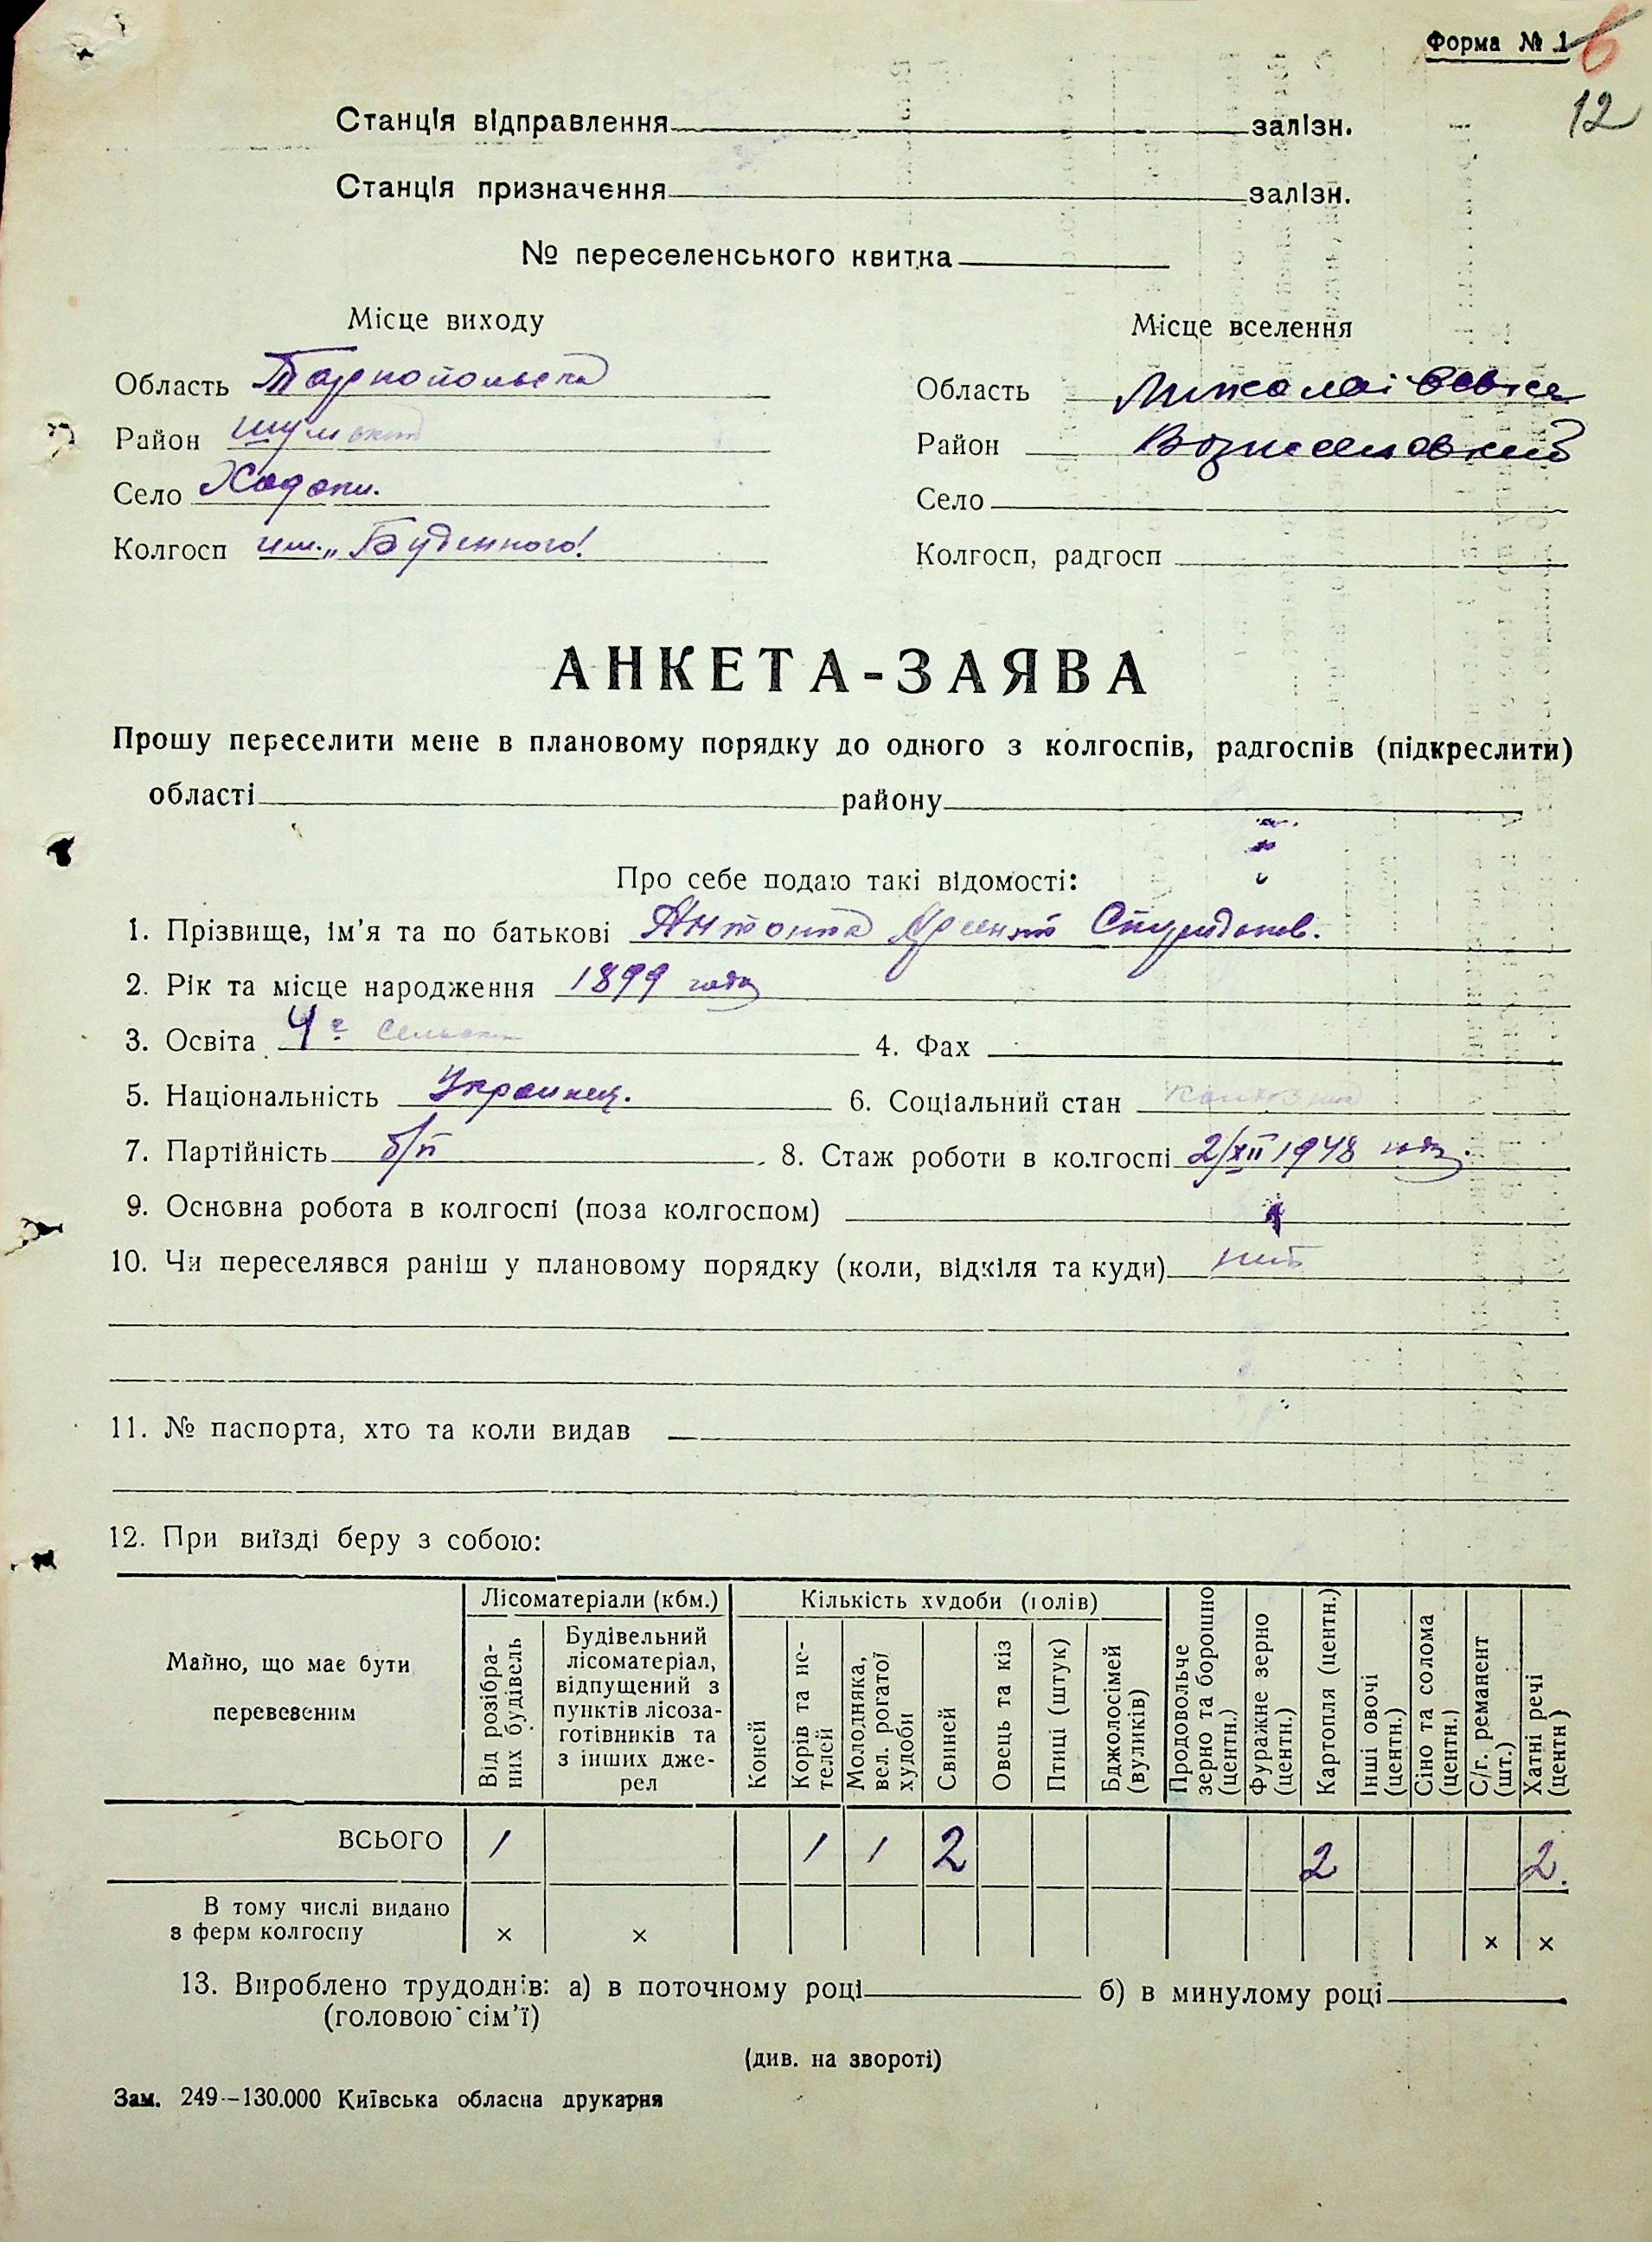 Форма № 1
6
12
Станція відправлення залізн.
Станція призначення залізн.
№ переселенського квитка
Місце виходу Місце вселення
Область Тарнопольска Область Миколаівська
Район Шумский Район Вознесеновский
Село Село
Колгосп им. „Буденного" Колгосп, радгосп
АНКЕТА-ЗАЯВА
Прошу переселити мене в плановому порядку до одного з колгоспів, радгоспів (підкреслити)
області району
Про себе подаю такі відомості:
1. Прізвище, ім'я та по батькові
2. Рік та місце народження 1899 года
3. Освіта 4 4. Фах
5. Національність Украинец. 6. Соціальний стан
7. Партійність б/п 8. Стаж роботи в колгоспі 2/XII 1948 года.
9. Основна робота в колгоспі (поза колгоспом)
10. Чи переселявся раніш у плановому порядку (коли, відкіля та куди)
11. № паспорта, хто та коли видав
12. При виїзді беру з собою:
Майно, що має бути перевезеним
Лісоматеріали (кбм.)
Від розібраних будівель
Будівельний лісоматеріал, відпущений з пунктів лісозаготівників та з інших джерел
Кількість худоби (голів)
Коней
Корів та нетелей
Молодняка, вел. рогатої худоби
Свиней
Овець та кіз
Птиці (штук)
Бджолосімей (вуликів)
Продовольче зерно та борошно (центн.)
Фуражне зерно (центн.)
Картопля (центн.)
Інші овочі (центн.)
Сіно та солома (центн.)
С/г. реманент (шт.)
Хатні речі (центн)
ВСЬОГО 1 1 1 2 2 2.
В тому числі видано
з ферм колгоспу × × × ×
13. Вироблено трудоднів: а) в поточному році б) в минулому році
(головою сім'ї)
(див. на звороті)
Зам. 249—130.000 Київська обласна друкарня